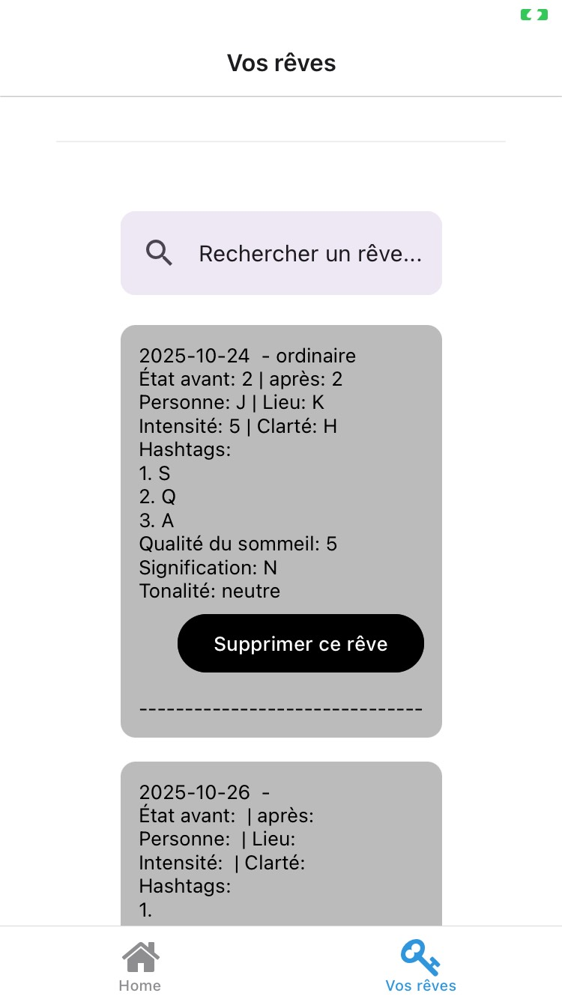 Vos rêves
Rechercher un rêve...
2025-10-24  - ordinaire
État avant: 2 | après: 2
Personne: J | Lieu: K
Intensité: 5 | Clarté: H
Hashtags:
1. S
2. Q
3. A
Qualité du sommeil: 5
Signification: N
Tonalité: neutre
Supprimer ce rêve
-------------------------------
2025-10-26  -
État avant:  | après:
Personne:  | Lieu:
Intensité:  | Clarté:
Hashtags:
1.
Home
Vos rêves